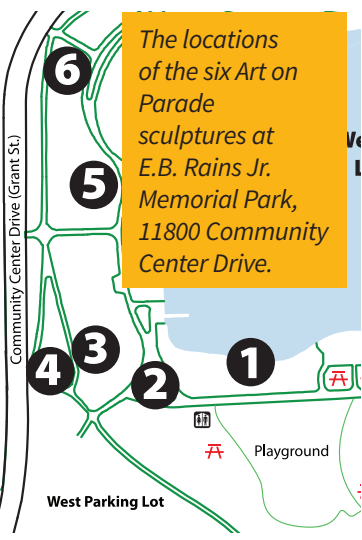 The locations
of the six Art on
Parade
sculptures at
E.B. Rains Jr.
Memorial Park,
11800 Community
Center Drive.
6
5
Community Center Drive (Grant St.)
3
1
4
2
Playground
West Parking Lot